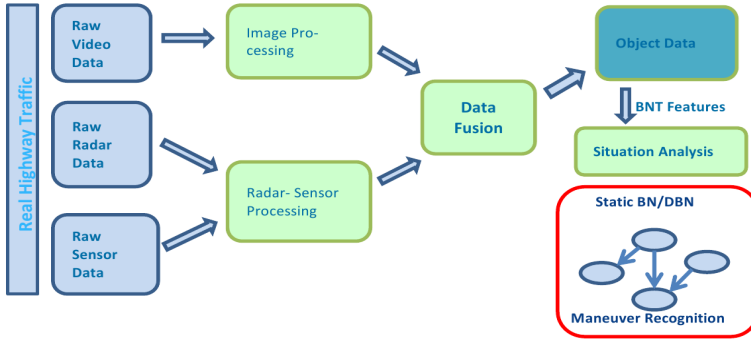 Real Highway Traffic
Raw
Video
Data
Raw
Radar
Data
Raw
Sensor
Data
Image Pro-
cessing
Radar- Sensor
Processing
Data
Fusion
Object Data
BNT Features
Situation Analysis
Static BN/DBN
Maneuver Recognition